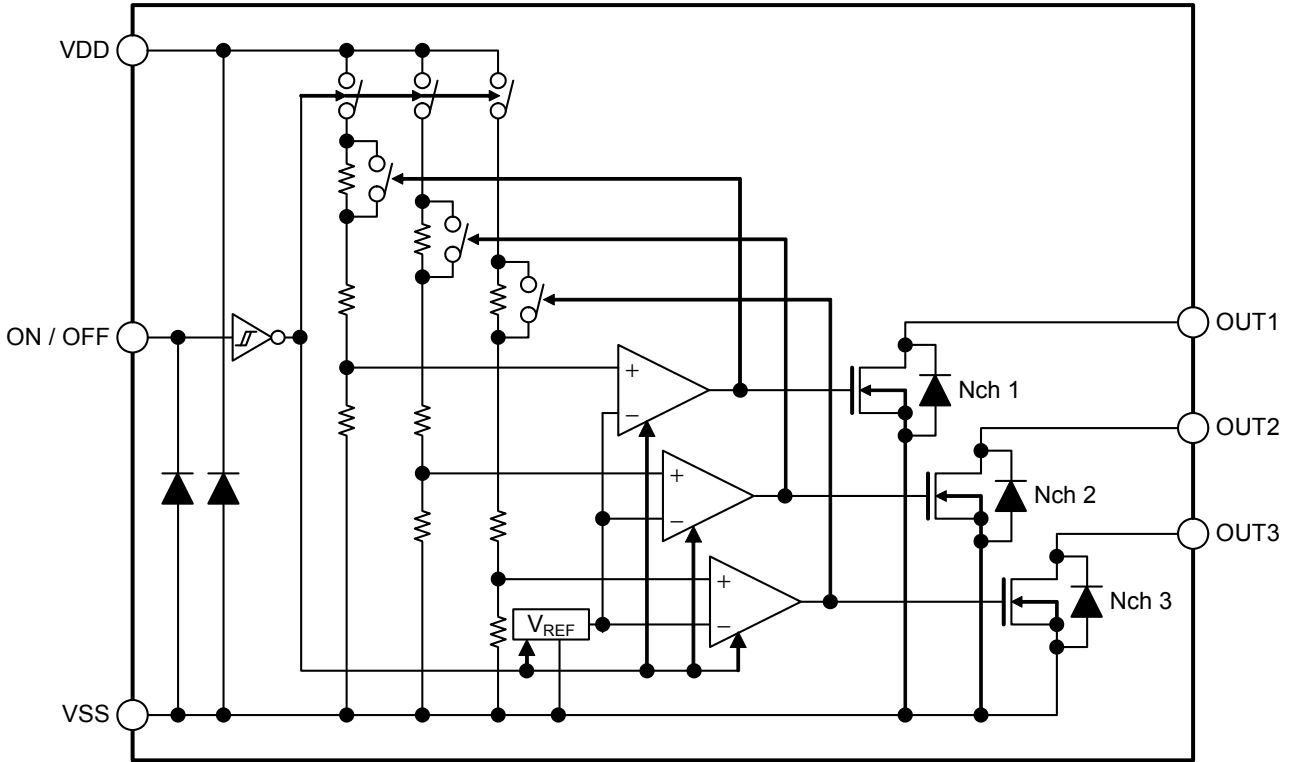 VDD
ON / OFF
OUT1
+
−
Nch 1
OUT2
+
−
Nch 2
OUT3
+
−
Nch 3
VREF
VSS